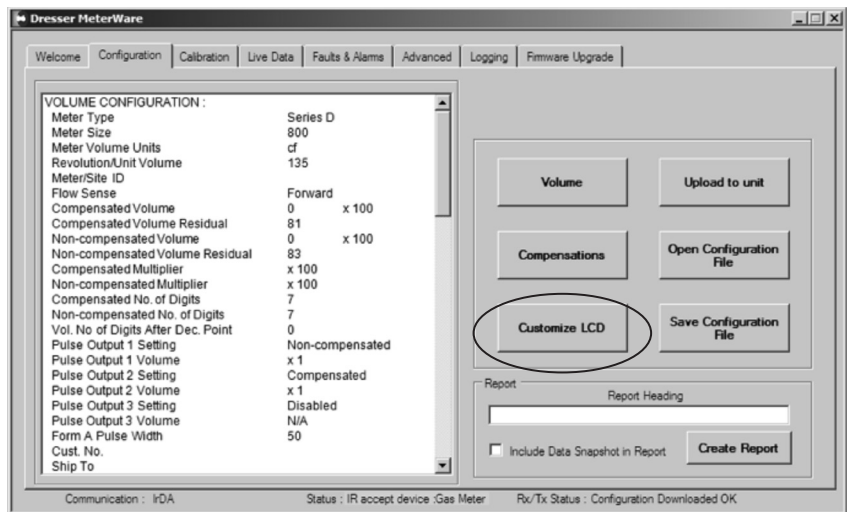 Dresser MeterWare
Welcome Configuration Calibration Live Data Faults & Alarms Advanced Logging Firmware Upgrade
VOLUME CONFIGURATION :
Meter Type Series D
Meter Size 800
Meter Volume Units cf
Revolution/Unit Volume 135
Meter/Site ID
Flow Sense Forward
Compensated Volume 0 x 100
Compensated Volume Residual 81
Non-compensated Volume 0 x 100
Non-compensated Volume Residual 83
Compensated Multiplier x 100
Non-compensated Multiplier x 100
Compensated No. of Digits 7
Non-compensated No. of Digits 7
Vol. No of Digits After Dec. Point 0
Pulse Output 1 Setting Non-compensated
Pulse Output 1 Volume x 1
Pulse Output 2 Setting Compensated
Pulse Output 2 Volume x 1
Pulse Output 3 Setting Disabled
Pulse Output 3 Volume N/A
Form A Pulse Width 50
Cust. No.
Ship To
Volume
Upload to unit
Compensations
Open Configuration
File
Customize LCD
Save Configuration
File
Report
Report Heading
Include Data Snapshot in Report
Create Report
Communication : IrDA Status : IR accept device :Gas Meter Rx/Tx Status : Configuration Downloaded OK